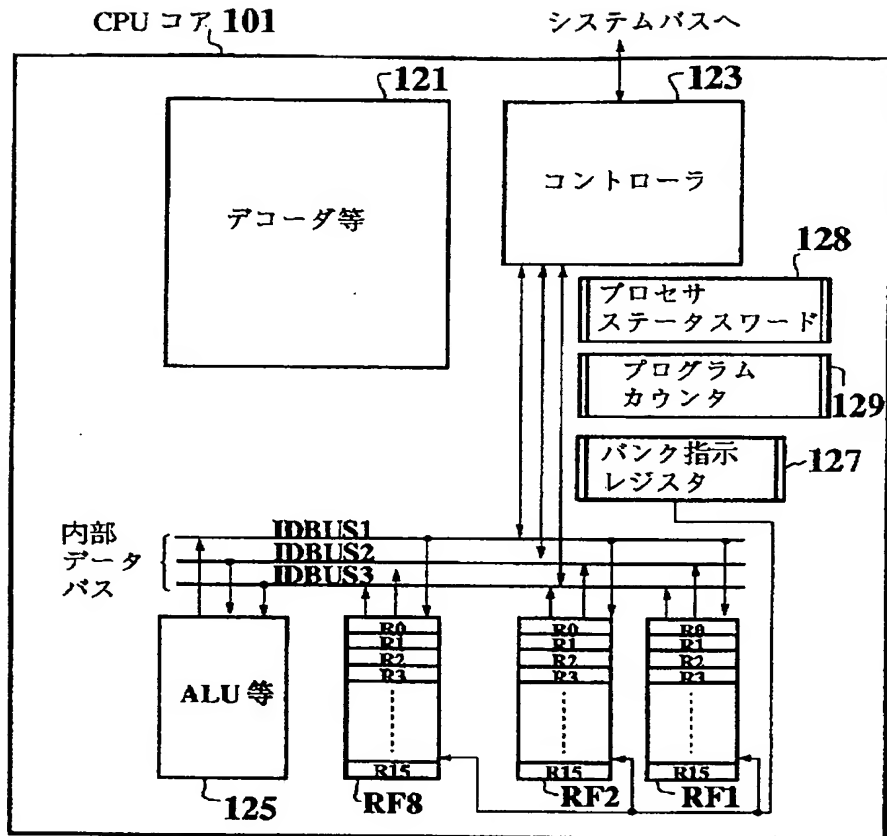 CPU コア 101
システムバスへ
121
123
デコーダ等
コントローラ
128
プロセサ
ステータスワード
プログラム
カウンタ
129
バンク指示
レジスタ
127
内部
データ
バス
IDBUS1
IDBUS2
IDBUS3
ALU 等
125
R0
R1
R2
R3
R15
RF8
R0
R1
R2
R3
R15
RF2
R0
R1
R2
R3
R15
RF1